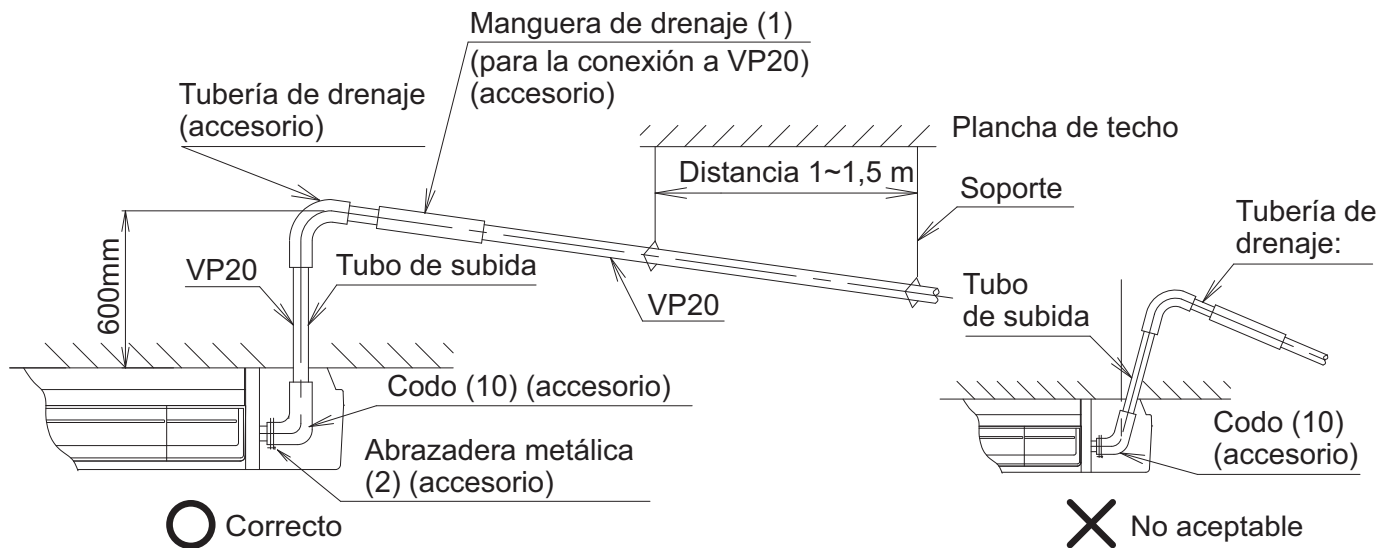 Manguera de drenaje (1)
(para la conexión a VP20)
(accesorio)
Tubería de drenaje
(accesorio)
Plancha de techo
Distancia 1~1,5 m
Soporte
600mm
VP20
Tubo de subida
VP20
Codo (10) (accesorio)
Abrazadera metálica
(2) (accesorio)
Correcto
Tubería de
drenaje:
Tubo
de subida
Codo (10)
(accesorio)
No aceptable